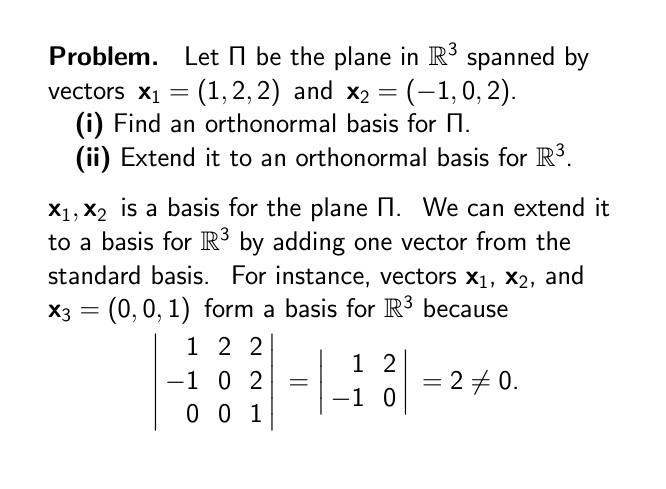 Problem. Let Π be the plane in ℝ³ spanned by
vectors x₁ = (1, 2, 2) and x₂ = (−1, 0, 2).
(i) Find an orthonormal basis for Π.
(ii) Extend it to an orthonormal basis for ℝ³.
x₁, x₂ is a basis for the plane Π. We can extend it
to a basis for ℝ³ by adding one vector from the
standard basis. For instance, vectors x₁, x₂, and
x₃ = (0, 0, 1) form a basis for ℝ³ because
| 1 2 2 |
| −1 0 2 | = | 1 2 | = 2 ≠ 0.
| 0 0 1 | | −1 0 |